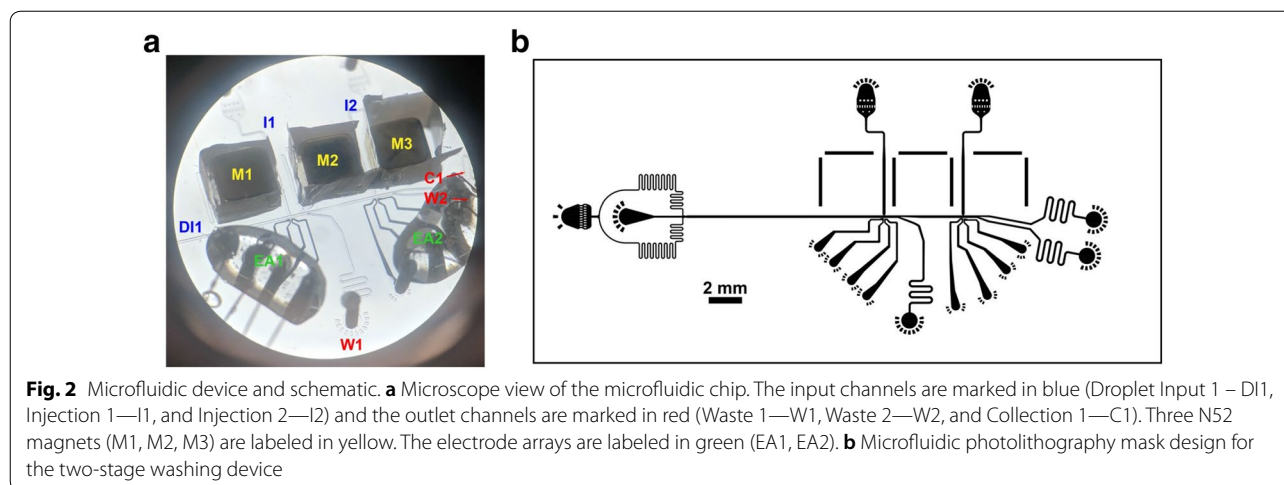 a
b
I1
I2
M1
M2
M3
C1
W2
DI1
EA1
EA2
W1
2 mm
Fig. 2 Microfluidic device and schematic. a Microscope view of the microfluidic chip. The input channels are marked in blue (Droplet Input 1 – DI1,
Injection 1—I1, and Injection 2—I2) and the outlet channels are marked in red (Waste 1—W1, Waste 2—W2, and Collection 1—C1). Three N52
magnets (M1, M2, M3) are labeled in yellow. The electrode arrays are labeled in green (EA1, EA2). b Microfluidic photolithography mask design for
the two-stage washing device